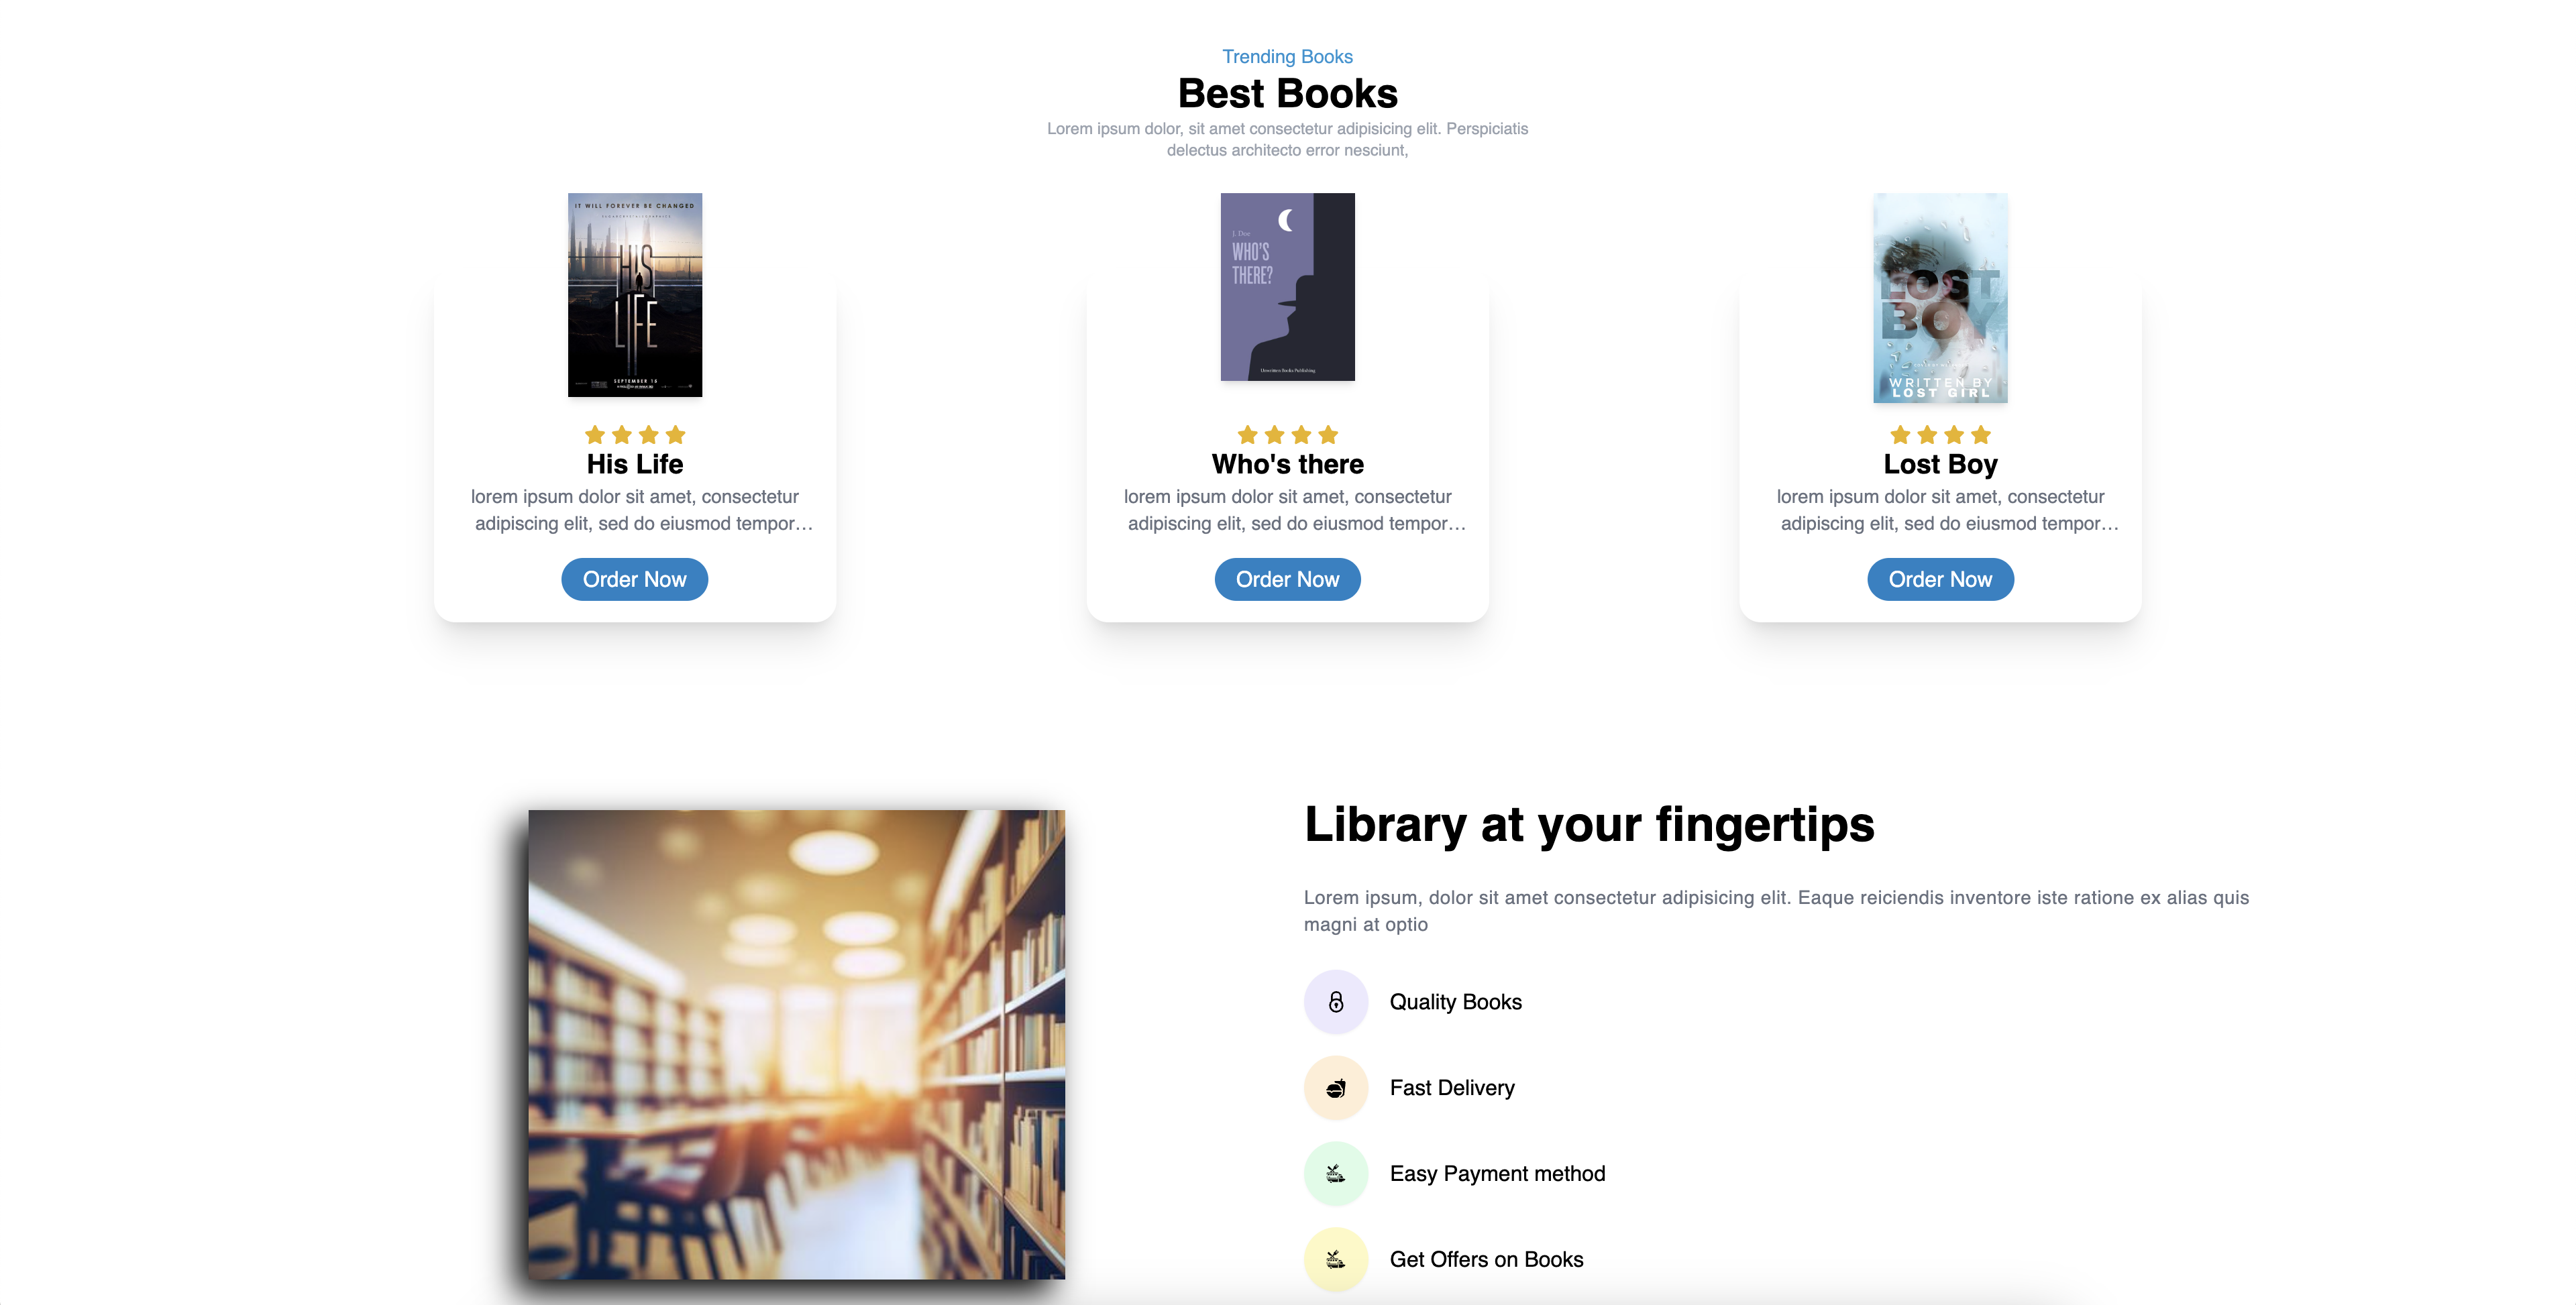 Trending Books
Best Books
Lorem ipsum dolor, sit amet consectetur adipisicing elit. Perspiciatis
delectus architecto error nesciunt,
IT WILL FOREVER BE CHANGED
HIS
LIFE
SEPTEMBER 15
J. Doe
WHO'S
THERE?
Unwritten Books Publishing
LOST
BOY
WRITTEN BY
LOST GIRL
His Life
lorem ipsum dolor sit amet, consectetur
adipiscing elit, sed do eiusmod tempor…
Order Now
Who's there
lorem ipsum dolor sit amet, consectetur
adipiscing elit, sed do eiusmod tempor…
Order Now
Lost Boy
lorem ipsum dolor sit amet, consectetur
adipiscing elit, sed do eiusmod tempor…
Order Now
Library at your fingertips
Lorem ipsum, dolor sit amet consectetur adipisicing elit. Eaque reiciendis inventore iste ratione ex alias quis
magni at optio
Quality Books
Fast Delivery
Easy Payment method
Get Offers on Books